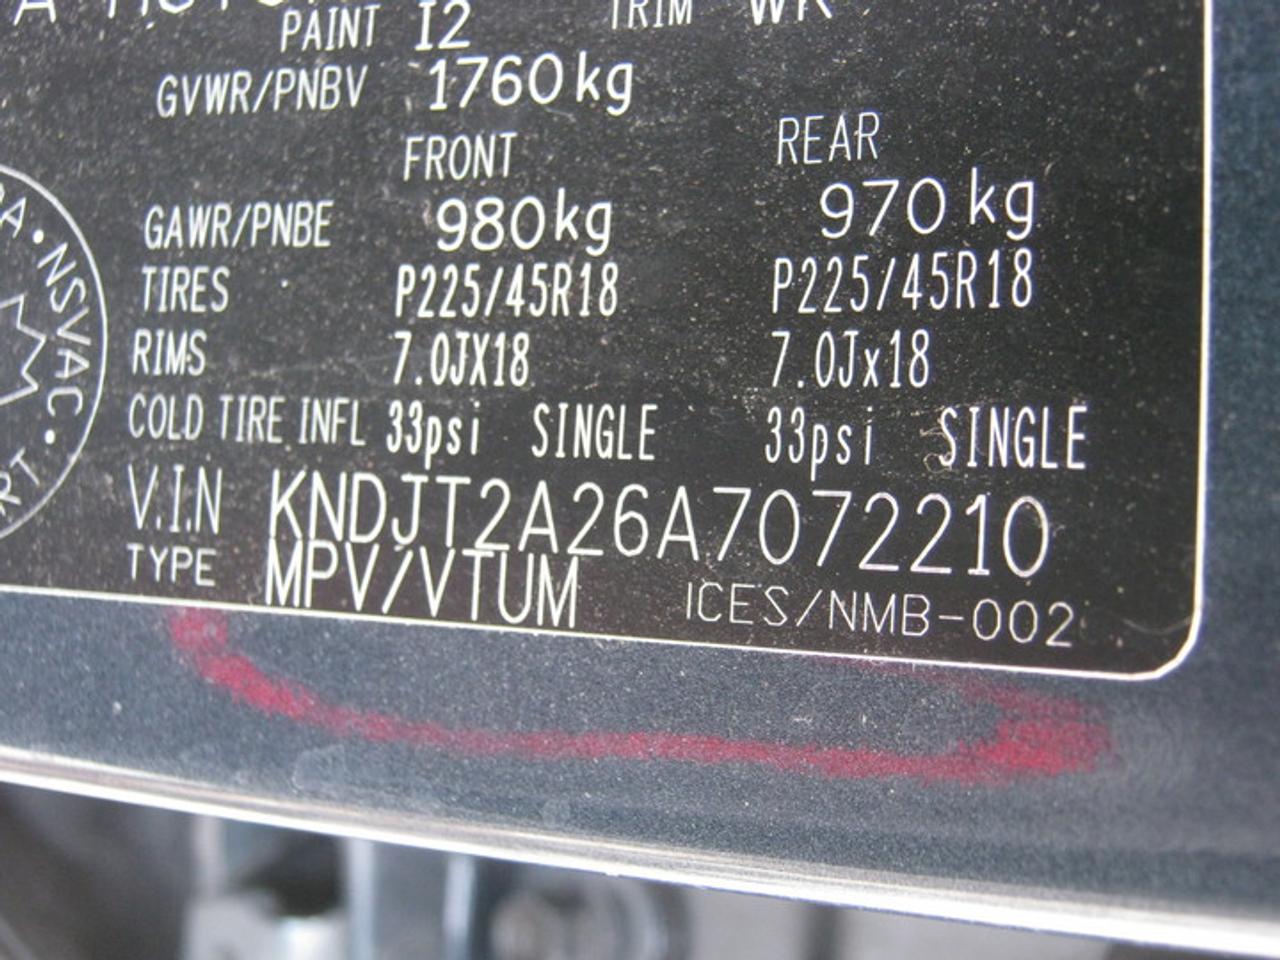 PAINT I2 TRIM WK
GVWR/PNBV 1760kg
FRONT REAR
GAWR/PNBE 980kg 970kg
TIRES P225/45R18 P225/45R18
RIMS 7.0JX18 7.0Jx18
COLD TIRE INFL 33psi SINGLE 33psi SINGLE
V.I.N KNDJT2A26A7072210
TYPE MPV/VTUM ICES/NMB-002
NSVAC